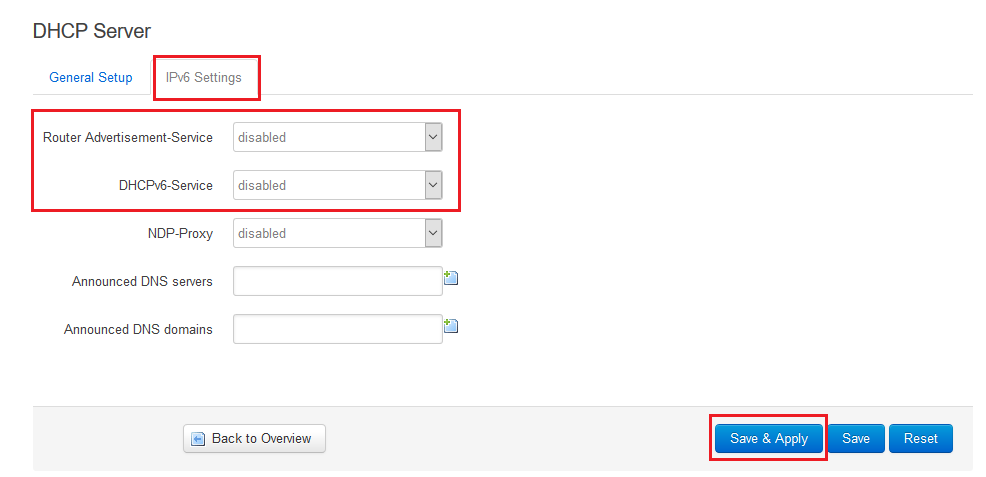 DHCP Server
General Setup IPv6 Settings
Router Advertisement-Service disabled
DHCPv6-Service disabled
NDP-Proxy disabled
Announced DNS servers
Announced DNS domains
Back to Overview Save & Apply Save Reset